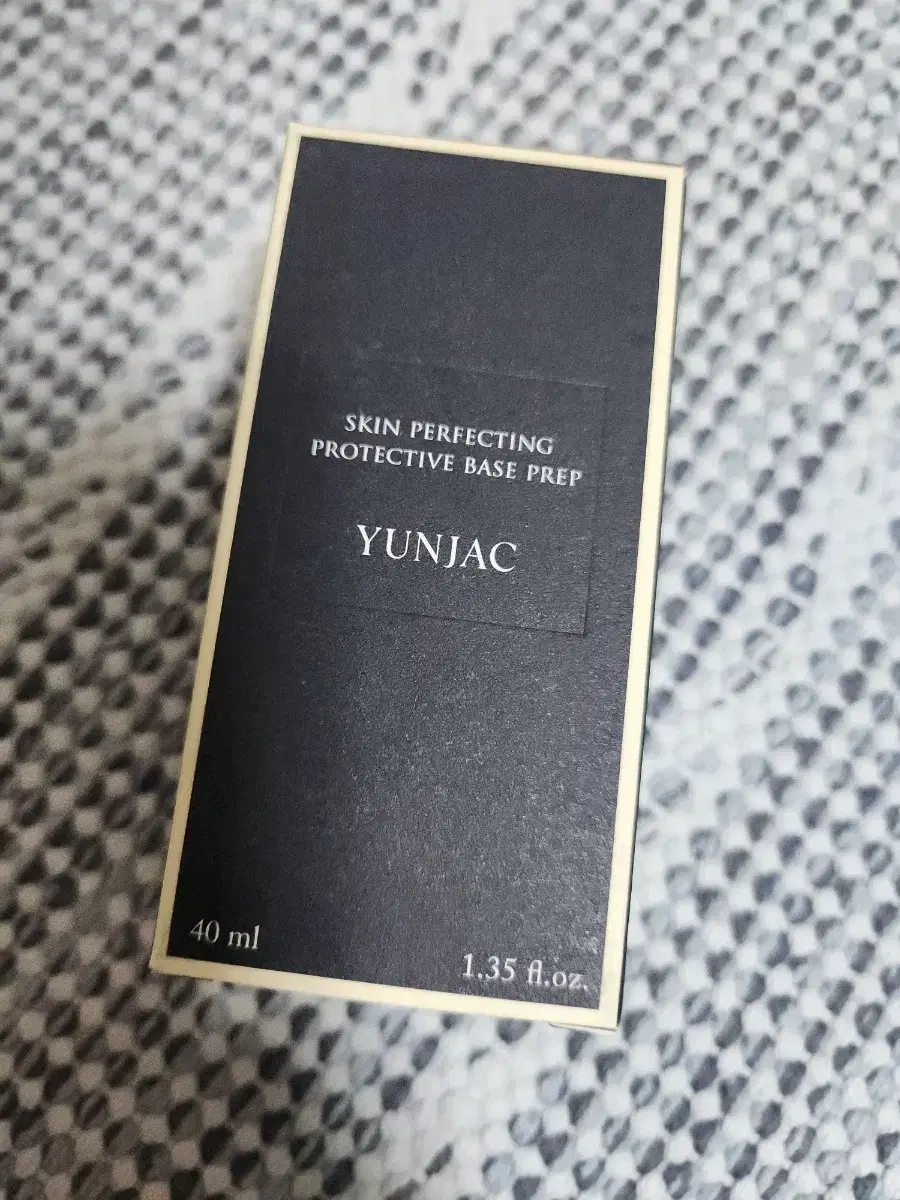 SKIN PERFECTING
PROTECTIVE BASE PREP
YUNJAC
40 ml
1.35 fl.oz.